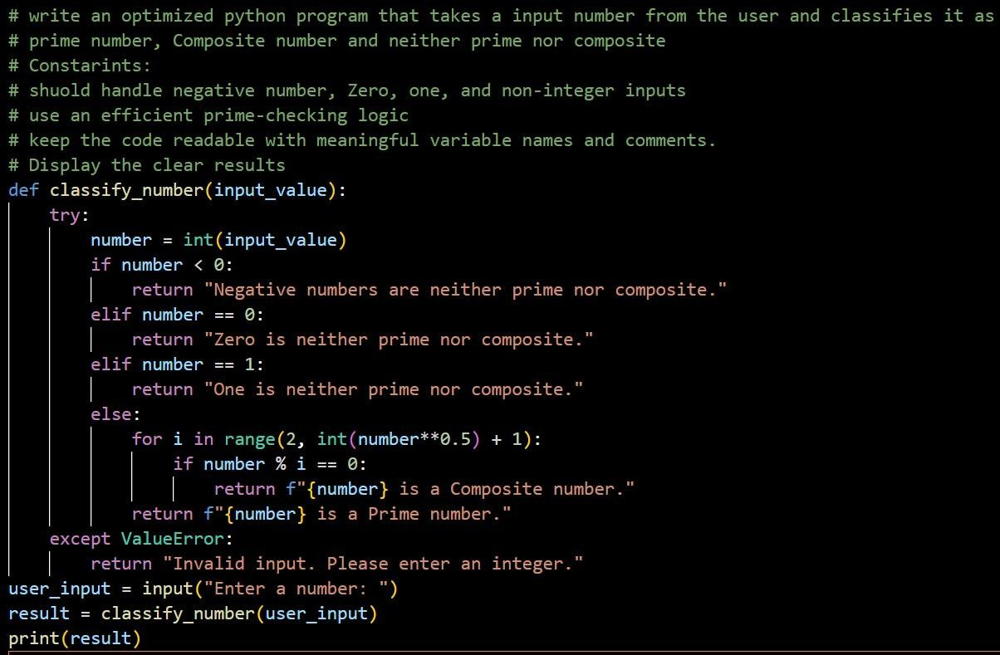 # write an optimized python program that takes a input number from the user and classifies it as
# prime number, Composite number and neither prime nor composite
# Constarints:
# shuold handle negative number, Zero, one, and non-integer inputs
# use an efficient prime-checking logic
# keep the code readable with meaningful variable names and comments.
# Display the clear results
def classify_number(input_value):
    try:
        number = int(input_value)
        if number < 0:
            return "Negative numbers are neither prime nor composite."
        elif number == 0:
            return "Zero is neither prime nor composite."
        elif number == 1:
            return "One is neither prime nor composite."
        else:
            for i in range(2, int(number**0.5) + 1):
                if number % i == 0:
                    return f"{number} is a Composite number."
            return f"{number} is a Prime number."
    except ValueError:
        return "Invalid input. Please enter an integer."
user_input = input("Enter a number: ")
result = classify_number(user_input)
print(result)